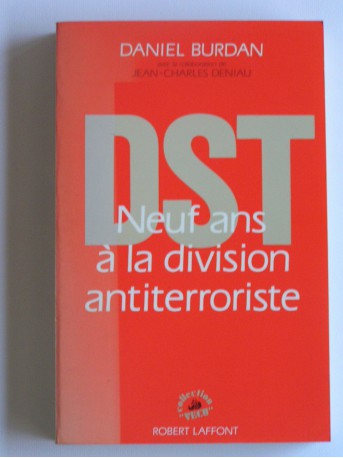 DANIEL BURDAN
avec la collaboration de
JEAN-CHARLES DENIAU
DST
Neuf ans
à la division
antiterroriste
collection
"VÉCU"
ROBERT LAFFONT